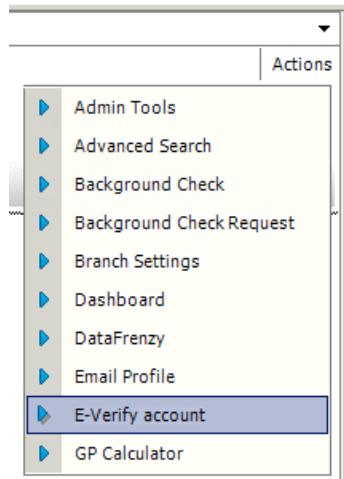 Actions
Admin Tools
Advanced Search
Background Check
Background Check Request
Branch Settings
Dashboard
DataFrenzy
Email Profile
E-Verify account
GP Calculator